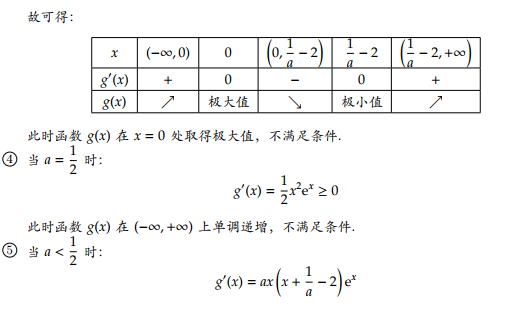 故可得：
x (−∞, 0) 0 (0, 1/a − 2) 1/a − 2 (1/a − 2, +∞)
g′(x) + 0 − 0 +
g(x) ↗ 极大值 ↘ 极小值 ↗
此时函数 g(x) 在 x = 0 处取得极大值，不满足条件.
④ 当 a = 1/2 时：
g′(x) = 1/2 x²eˣ ≥ 0
此时函数 g(x) 在 (−∞, +∞) 上单调递增，不满足条件.
⑤ 当 a < 1/2 时：
g′(x) = ax(x + 1/a − 2)eˣ